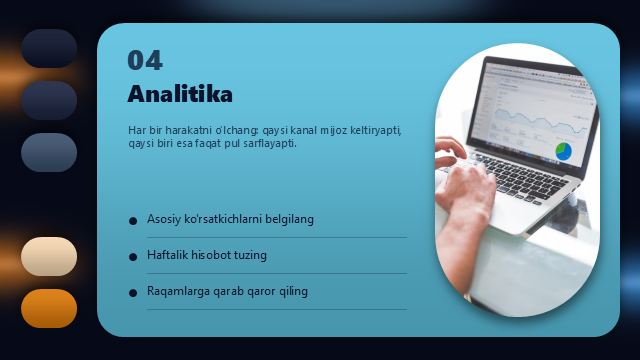 04
Analitika
Har bir harakatni o'lchang: qaysi kanal mijoz keltiryapti,
qaysi biri esa faqat pul sarflayapti.
Asosiy ko'rsatkichlarni belgilang
Haftalik hisobot tuzing
Raqamlarga qarab qaror qiling